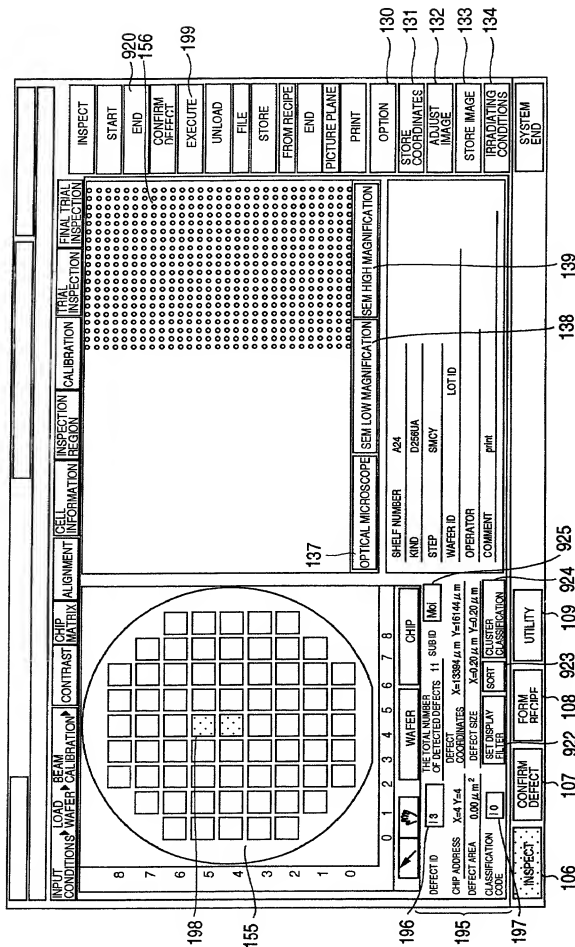 INPUT CONDITIONS
LOAD WAFER
BEAM CALIBRATION
CONTRAST
CHIP MATRIX
ALIGNMENT
CELL INFORMATION
INSPECTION REGION
CALIBRATION
TRIAL INSPECTION
FINAL TRIAL INSPECTION
8
7
6
5
4
3
2
1
0
0 1 2 3 4 5 6 7 8
WAFER
CHIP
OPTICAL MICROSCOPE
SEM LOW MAGNIFICATION
SEM HIGH MAGNIFICATION
DEFECT ID 13
THE TOTAL NUMBER OF DETECTED DEFECTS 11
SUB ID Mol
CHIP ADDRESS X=4 Y=4
DEFECT COORDINATES X=13394 μm Y=16144 μm
DEFECT AREA 0.00 μm²
DEFECT SIZE X=0.20 μm Y=0.20 μm
CLASSIFICATION CODE 10
SET DISPLAY FILTER
SORT
CLUSTER CLASSIFICATION
SHELF NUMBER A24
KIND D256UA
STEP SMCY
WAFER ID
LOT ID
OPERATOR
COMMENT print
INSPECT
CONFIRM DEFECT
FORM RECIPE
UTILITY
INSPECT
START
END
CONFIRM DEFECT
EXECUTE
UNLOAD
FILE
STORE
FROM RECIPE
END
PICTURE PLANE
PRINT
OPTION
STORE COORDINATES
ADJUST IMAGE
STORE IMAGE
IRRADIATING CONDITIONS
SYSTEM END
920
156
199
130
131
132
133
134
137
138
139
198
155
196
195
197
106
107
922
108
923
109
924
925